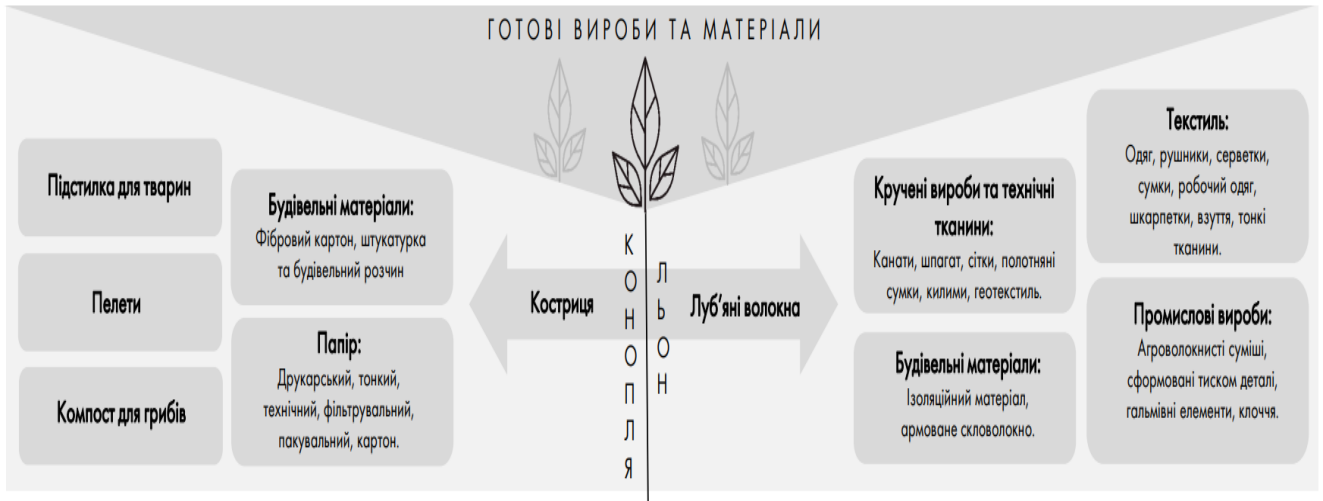 ГОТОВІ ВИРОБИ ТА МАТЕРІАЛИ
Підстилка для тварин
Пелети
Компост для грибів
Будівельні матеріали:
Фібровий картон, штукатурка
та будівельний розчин
Папір:
Друкарський, тонкий,
технічний, фільтрувальний,
пакувальний, картон.
Костриця
КОНОПЛЯ
ЛЬОН
Луб’яні волокна
Кручені вироби та технічні
тканини:
Канати, шпагат, сітки, полотняні
сумки, килими, геотекстиль.
Будівельні матеріали:
Ізоляційний матеріал,
армоване скловолокно.
Текстиль:
Одяг, рушники, серветки,
сумки, робочий одяг,
шкарпетки, взуття, тонкі
тканини.
Промислові вироби:
Агроволокнисті суміші,
сформовані тиском деталі,
гальмівні елементи, клоччя.